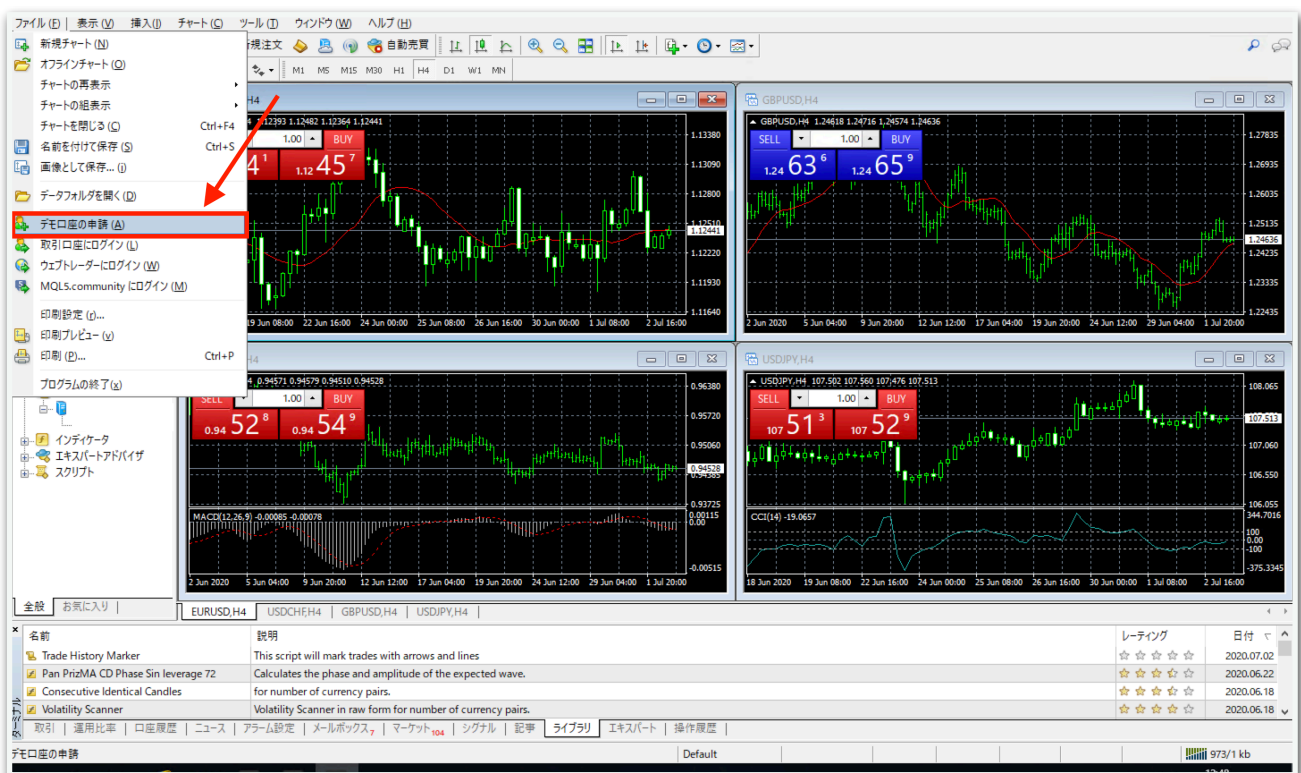 ファイル (F) 表示 (V) 挿入(I) チャート (C) ツール (T) ウィンドウ (W) ヘルプ (H)
新規チャート (N)
規注文 自動売買
オフラインチャート (O)
M1 M5 M15 M30 H1 H4 D1 W1 MN
チャートの再表示
チャートの組表示
チャートを閉じる (C) Ctrl+F4
名前を付けて保存 (S) Ctrl+S
画像として保存... (i)
データフォルダを開く (D)
デモ口座の申請 (A)
取引口座にログイン (L)
ウェブトレーダーにログイン (W)
MQL5.community にログイン (M)
印刷設定 (r)...
印刷プレビュー (v)
印刷 (P)... Ctrl+P
プログラムの終了(x)
インディケータ
エキスパートアドバイザ
スクリプト
全般 お気に入り
H4
1.12393 1.12482 1.12364 1.12441
1.00 BUY
4 1 1.12 45 7
1.13380
1.13090
1.12800
1.12510
1.12441
1.12220
1.11930
1.11640
19 Jun 08:00 22 Jun 16:00 24 Jun 00:00 25 Jun 08:00 26 Jun 16:00 30 Jun 00:00 1 Jul 08:00 2 Jul 16:00
GBPUSD,H4
GBPUSD,H4 1.24618 1.24716 1.24574 1.24636
SELL 1.00 BUY
1.24 63 6 1.24 65 9
1.27835
1.26935
1.26035
1.25135
1.24636
1.24235
1.23335
1.22435
2 Jun 2020 5 Jun 04:00 9 Jun 20:00 12 Jun 12:00 17 Jun 04:00 19 Jun 20:00 24 Jun 12:00 29 Jun 04:00 1 Jul 20:00
H4
0.94571 0.94579 0.94510 0.94528
SELL 1.00 BUY
0.94 52 8 0.94 54 9
0.96380
0.95720
0.95060
0.94528
0.93725
MACD(12,26,9) -0.00085 -0.00078
0.00115
0.00
-0.00515
2 Jun 2020 5 Jun 04:00 9 Jun 20:00 12 Jun 12:00 17 Jun 04:00 19 Jun 20:00 24 Jun 12:00 29 Jun 04:00 1 Jul 20:00
USDJPY,H4
USDJPY,H4 107.502 107.560 107.476 107.513
SELL 1.00 BUY
107 51 3 107 52 9
108.065
107.513
107.060
106.550
106.055
CCI(14) -19.0657
344.7016
100
0.00
-100
-375.3345
18 Jun 2020 19 Jun 08:00 22 Jun 16:00 24 Jun 00:00 25 Jun 08:00 26 Jun 16:00 30 Jun 00:00 1 Jul 08:00 2 Jul 16:00
EURUSD,H4 USDCHF,H4 GBPUSD,H4 USDJPY,H4
名前 説明 レーティング 日付
Trade History Marker This script will mark trades with arrows and lines 2020.07.02
Pan PrizMA CD Phase Sin leverage 72 Calculates the phase and amplitude of the expected wave. 2020.06.22
Consecutive Identical Candles for number of currency pairs. 2020.06.18
Volatility Scanner Volatility Scanner in raw form for number of currency pairs. 2020.06.18
取引 運用比率 口座履歴 ニュース アラーム設定 メールボックス 7 マーケット 104 シグナル 記事 ライブラリ エキスパート 操作履歴
デモ口座の申請 Default 973/1 kb